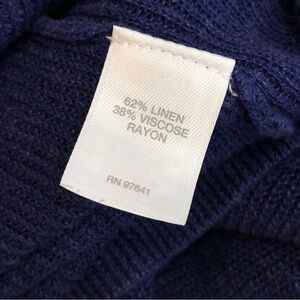 62% LINEN
38% VISCOSE
RAYON
RN 97641